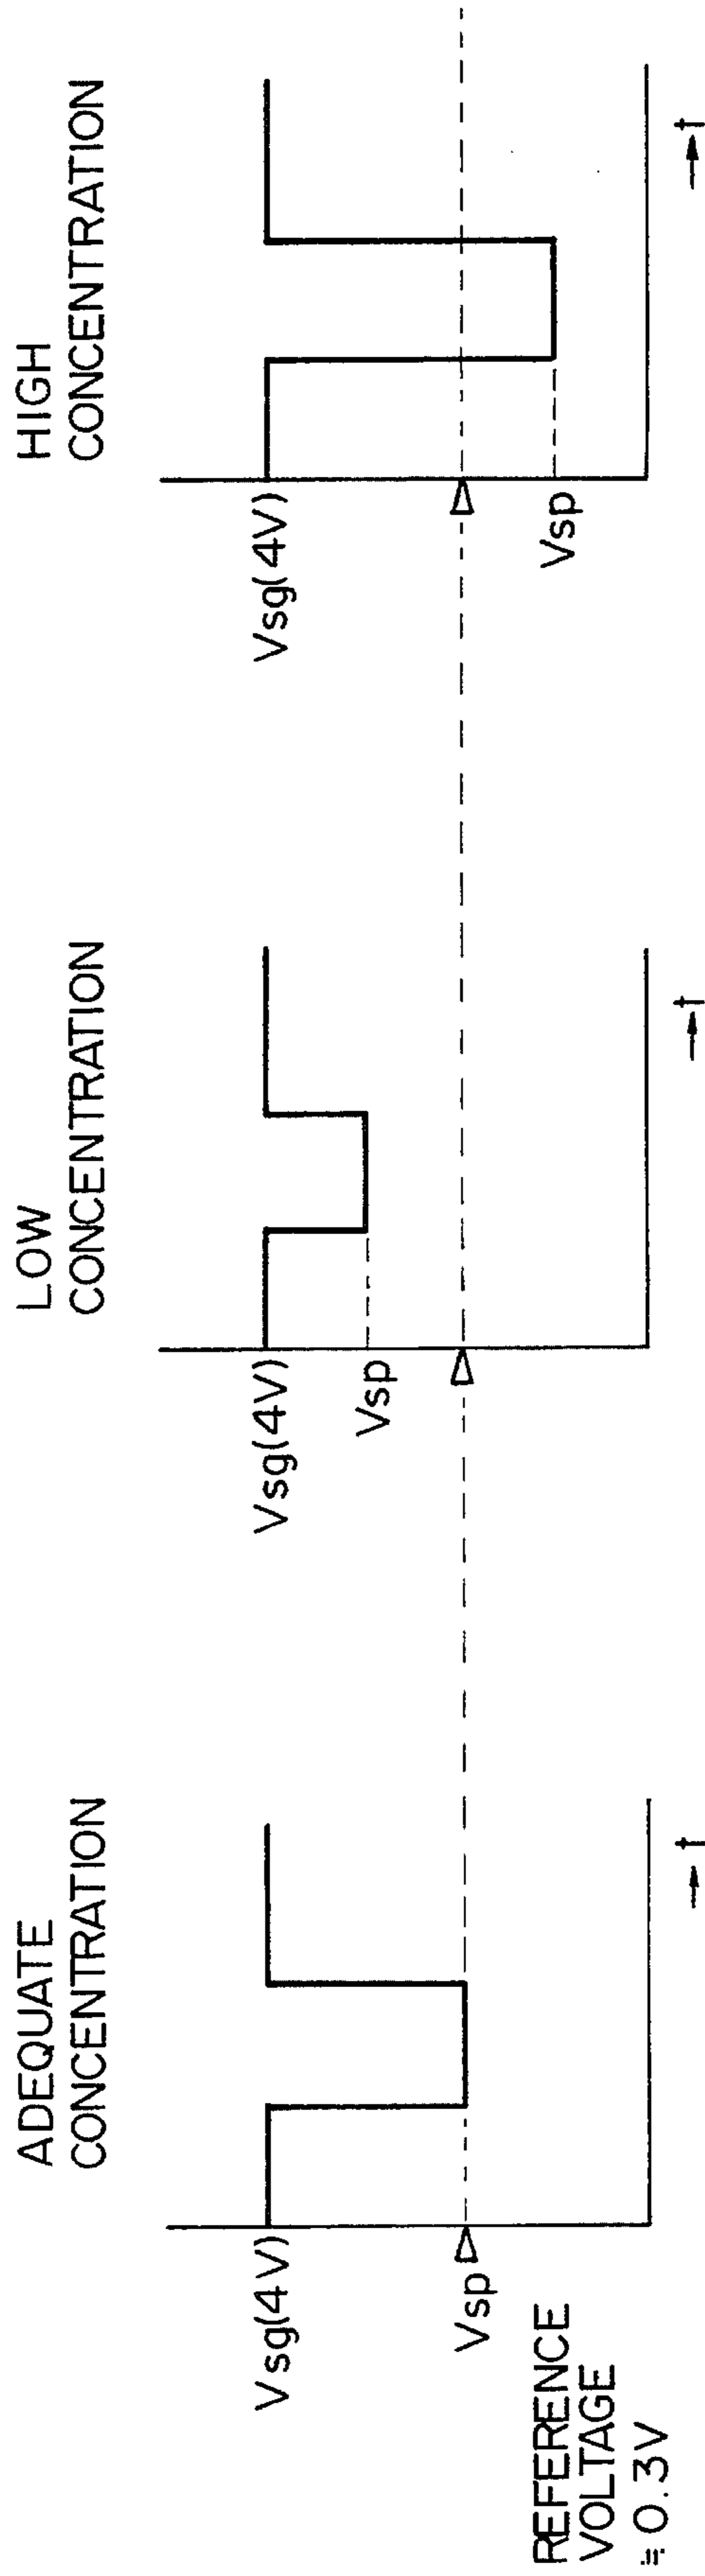 ADEQUATE
CONCENTRATION
Vsg(4V)
Vsp
REFERENCE
VOLTAGE
≒0.3V
t
LOW
CONCENTRATION
Vsg(4V)
Vsp
t
HIGH
CONCENTRATION
Vsg(4V)
Vsp
t